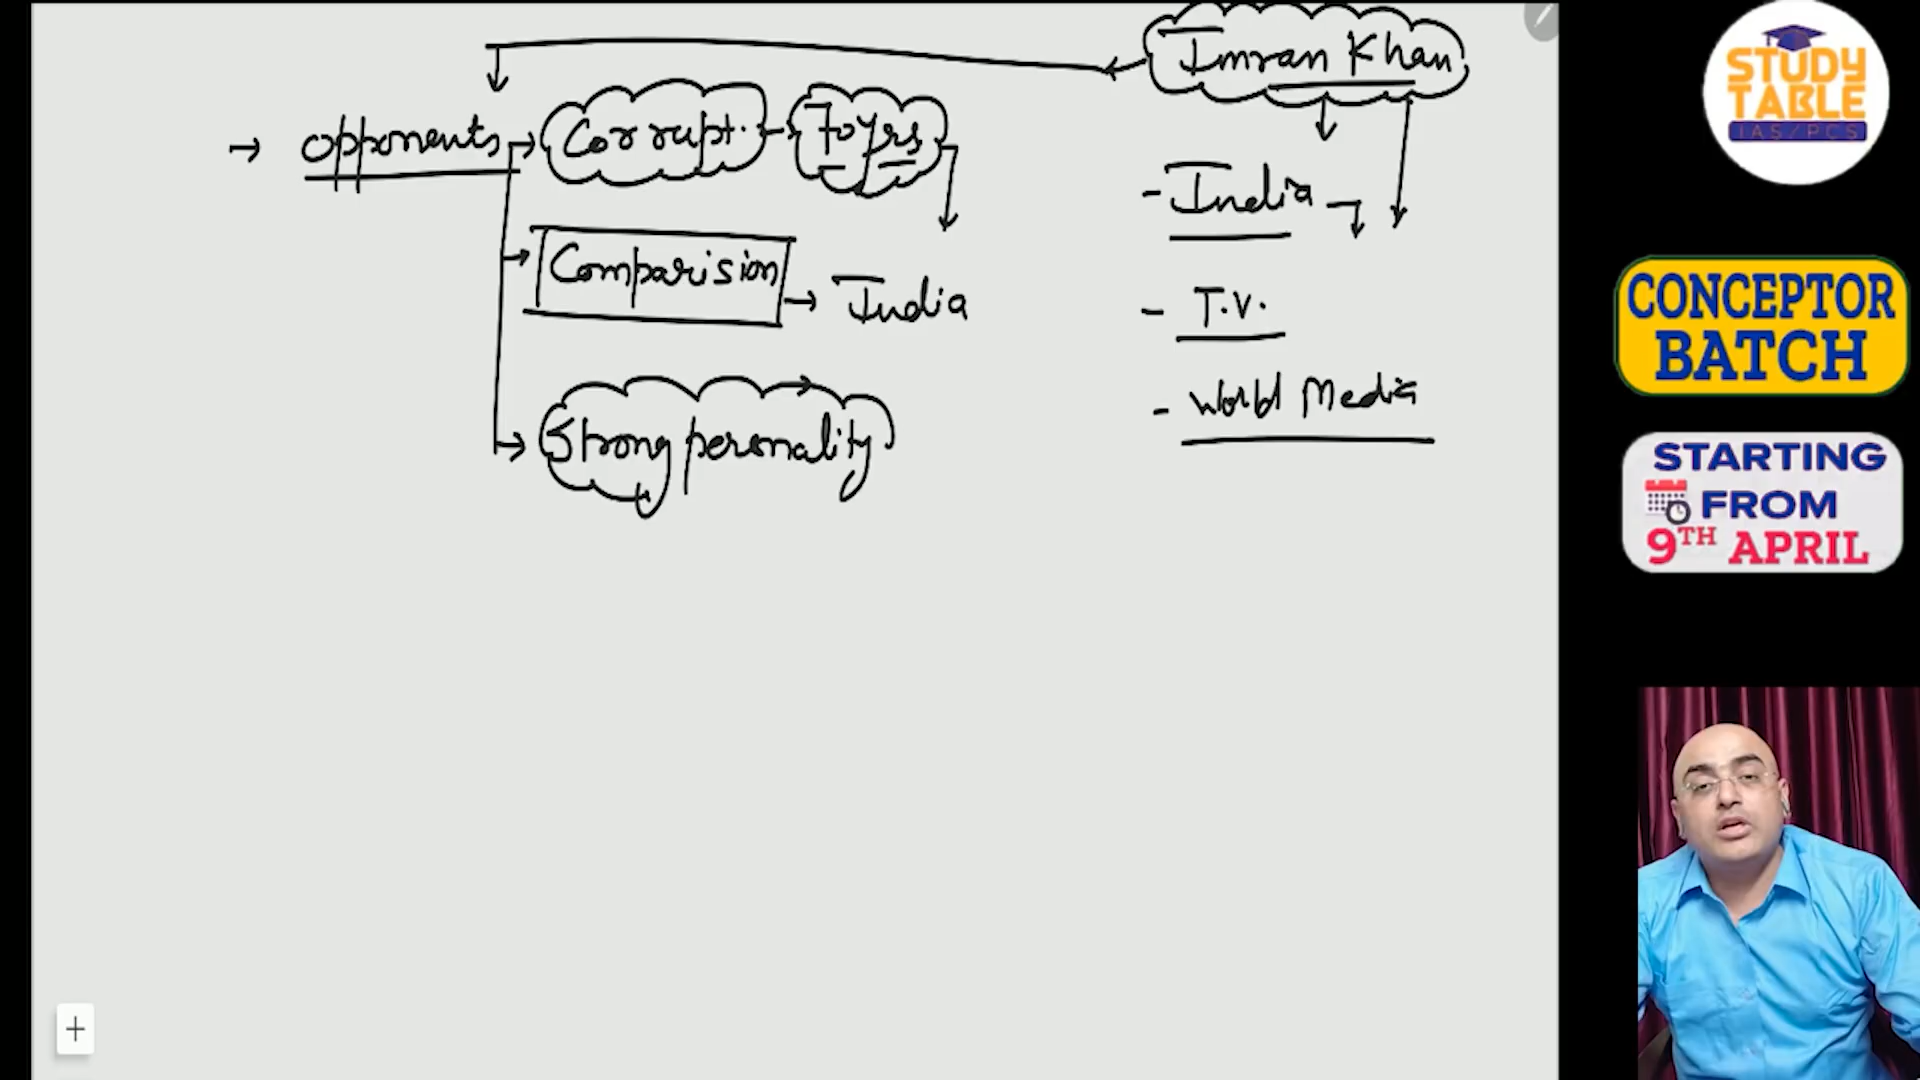 Imran Khan
→ opponents → Corrupt. - 70 yrs
→ Comparision → India
→ Strong personality
- India
- T.V.
- World Media
STUDY
TABLE
IAS/PCS
CONCEPTOR
BATCH
STARTING
FROM
9TH APRIL
+